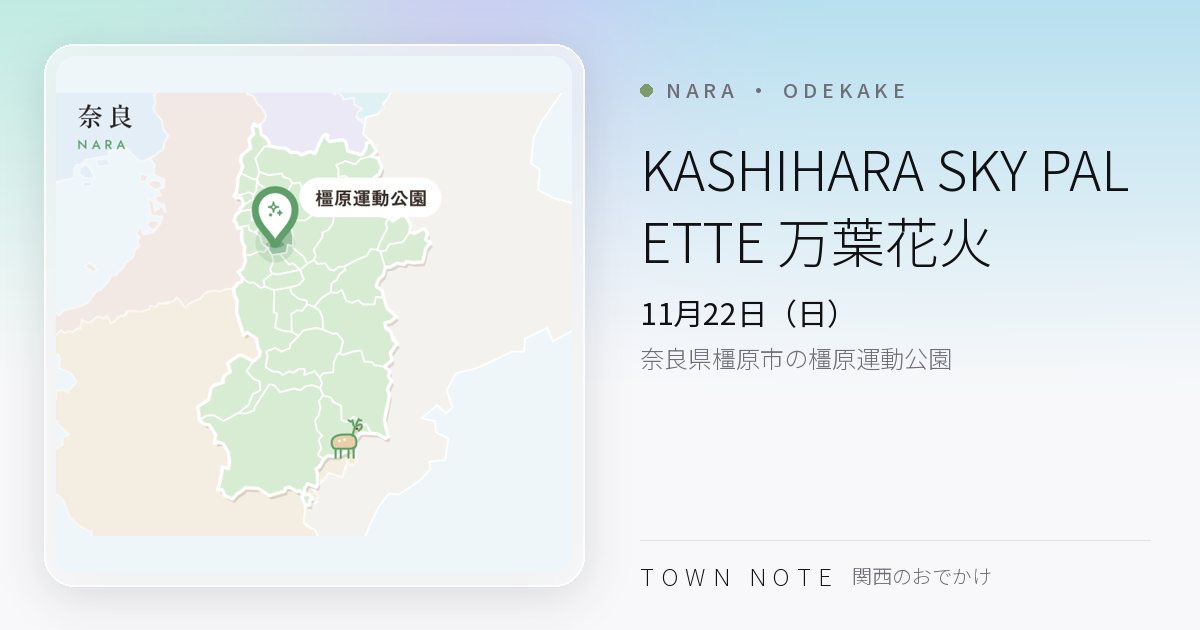 奈良
NARA
橿原運動公園
NARA • ODEKAKE
KASHIHARA SKY PAL
ETTE 万葉花火
11月22日（日）
奈良県橿原市の橿原運動公園
TOWN NOTE 関西のおでかけ